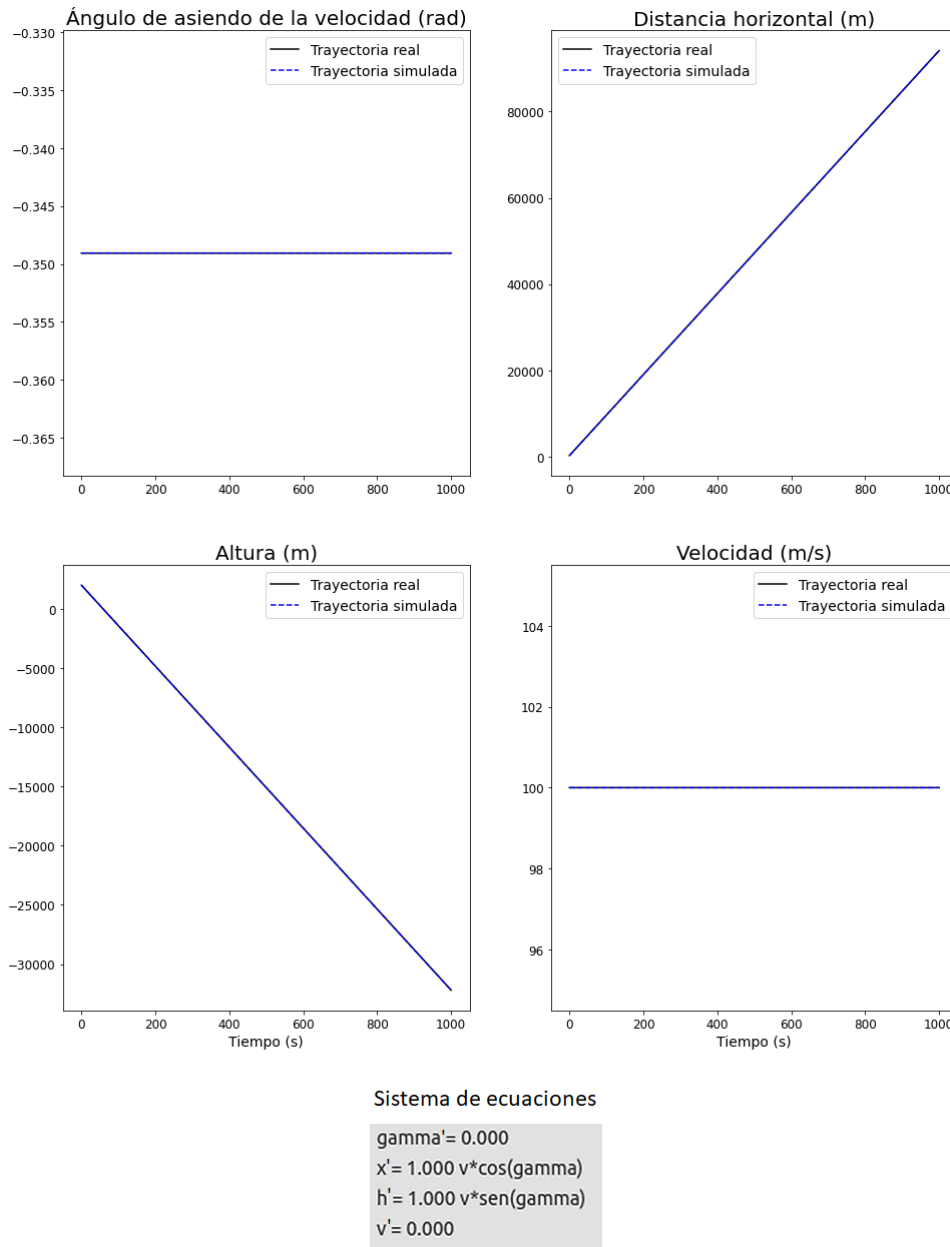 Ángulo de asiendo de la velocidad (rad)
−0.330
−0.335
−0.340
−0.345
−0.350
−0.355
−0.360
−0.365
0 200 400 600 800 1000
Trayectoria real
Trayectoria simulada
Distancia horizontal (m)
80000
60000
40000
20000
0
0 200 400 600 800 1000
Trayectoria real
Trayectoria simulada
Altura (m)
0
−5000
−10000
−15000
−20000
−25000
−30000
0 200 400 600 800 1000
Tiempo (s)
Trayectoria real
Trayectoria simulada
Velocidad (m/s)
104
102
100
98
96
0 200 400 600 800 1000
Tiempo (s)
Trayectoria real
Trayectoria simulada
Sistema de ecuaciones
gamma'= 0.000
x'= 1.000 v*cos(gamma)
h'= 1.000 v*sen(gamma)
v'= 0.000